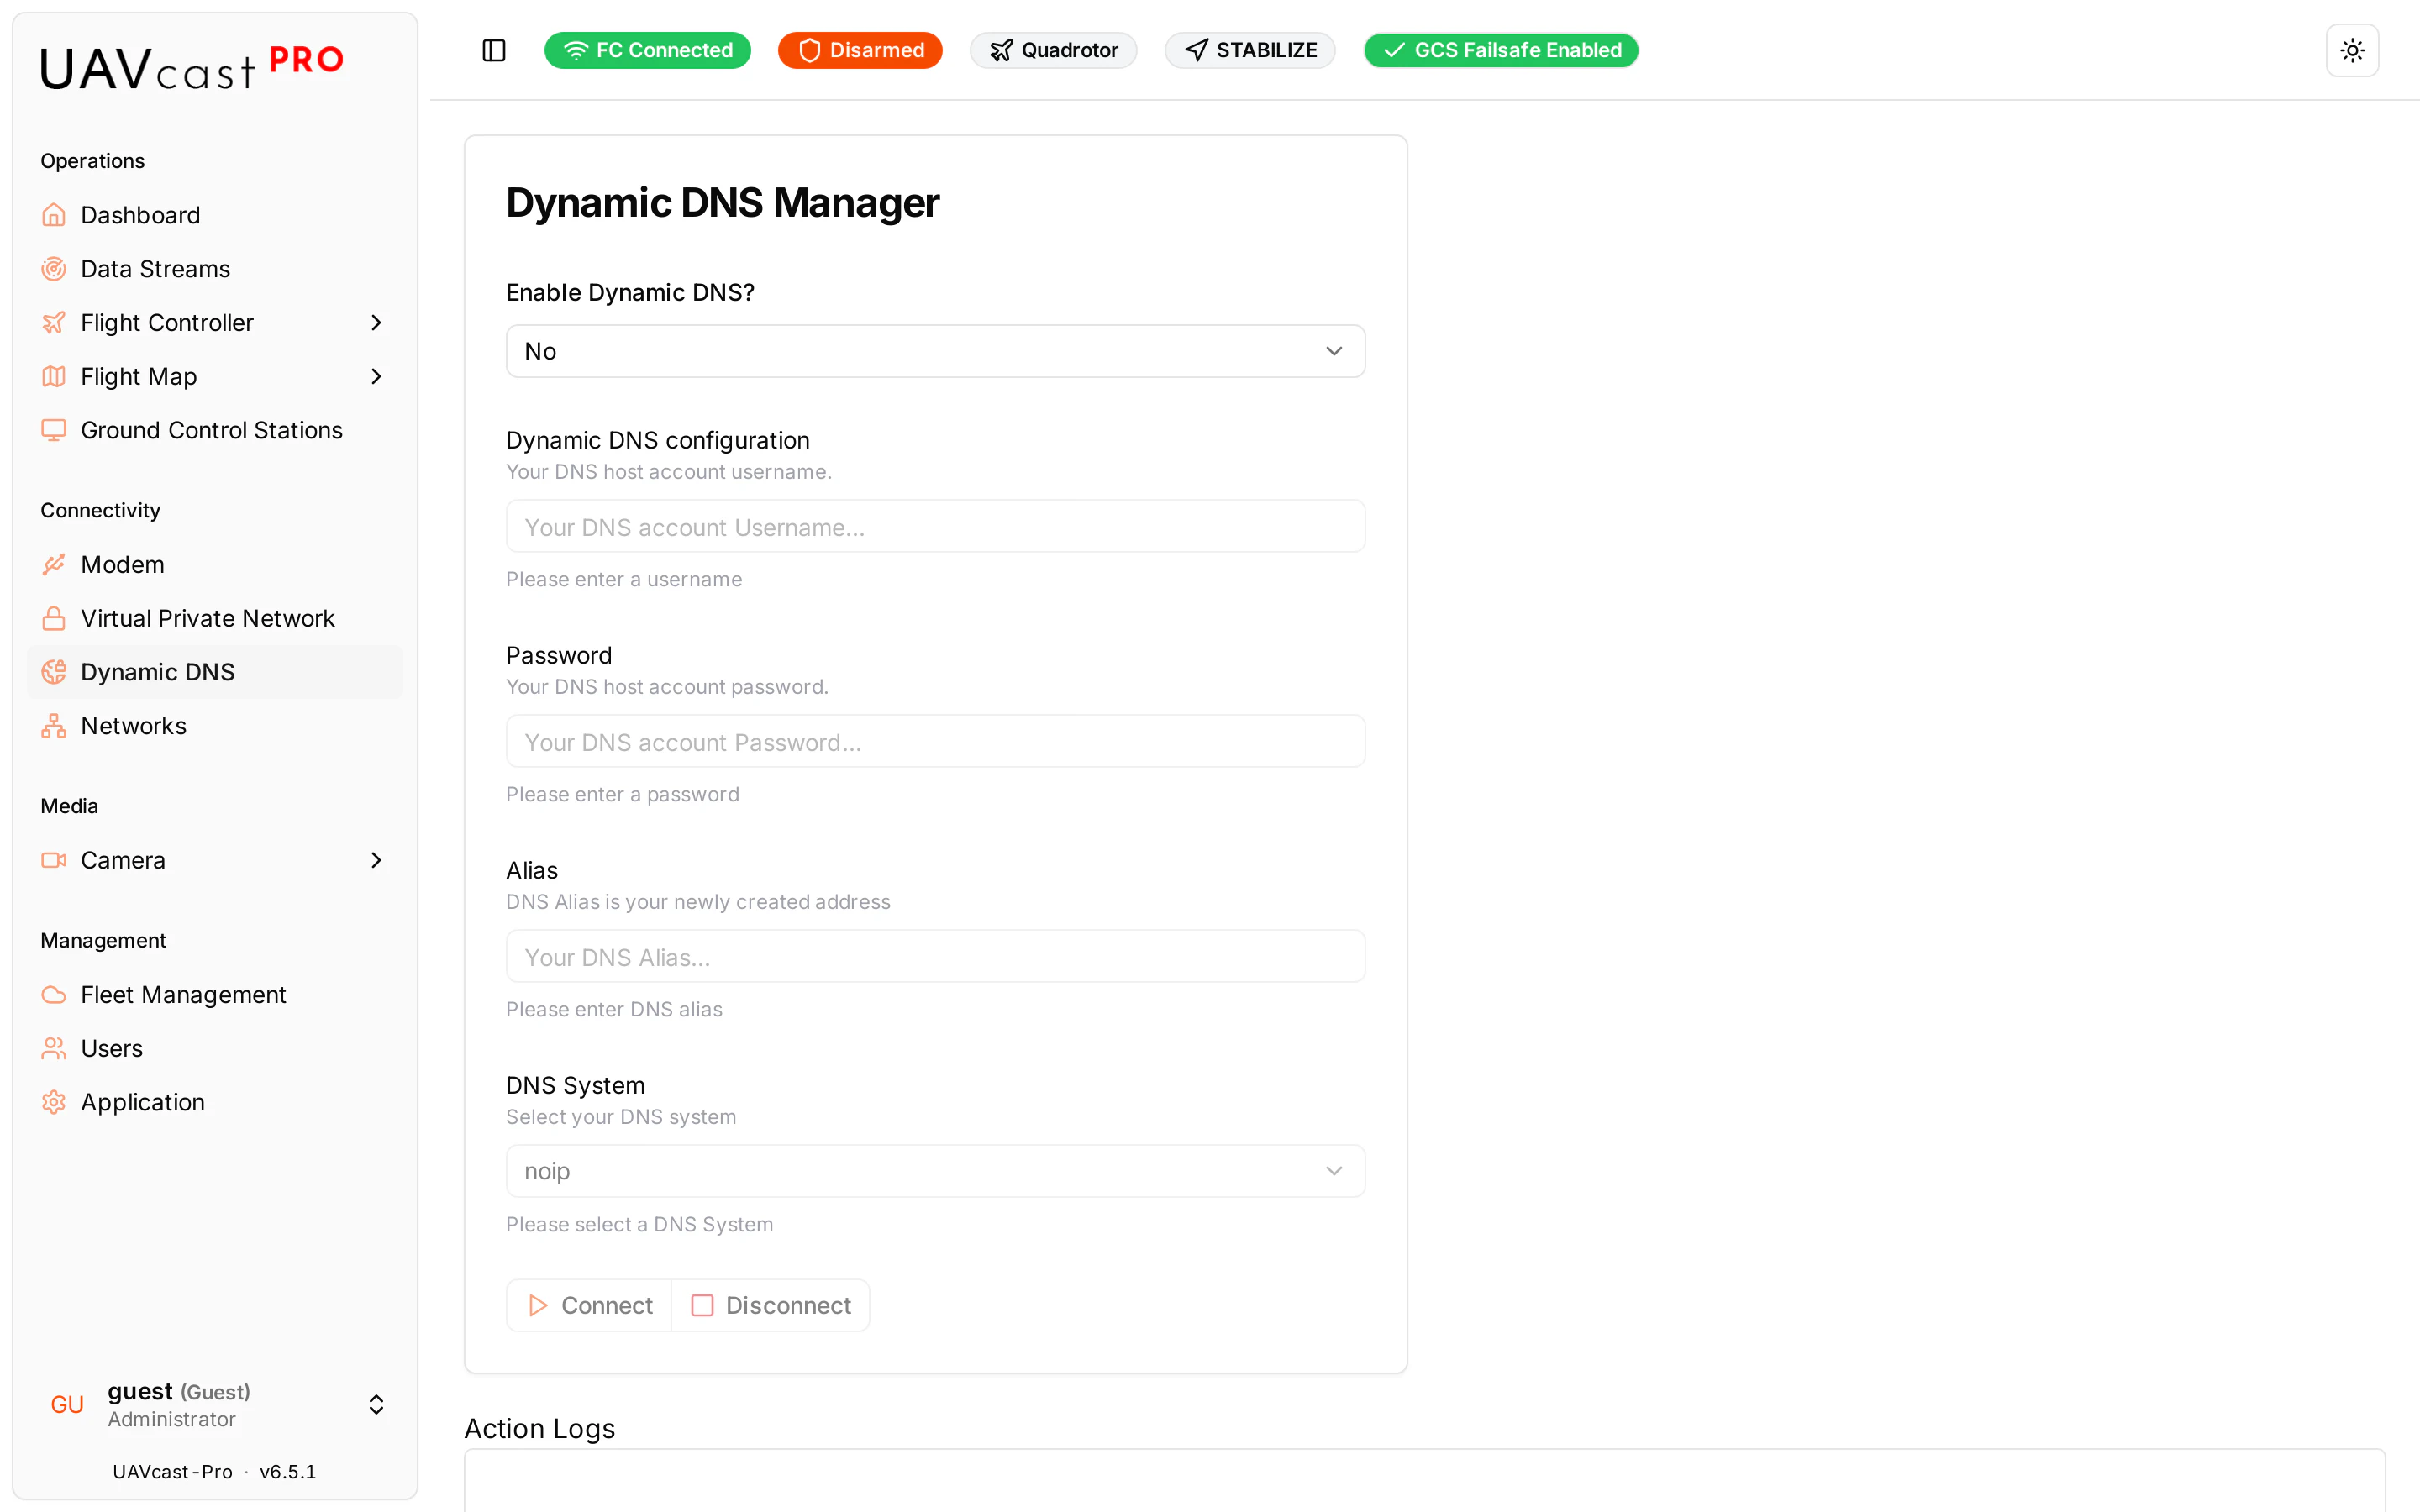 UAVcast PRO
Operations
Dashboard
Data Streams
Flight Controller
Flight Map
Ground Control Stations
Connectivity
Modem
Virtual Private Network
Dynamic DNS
Networks
Media
Camera
Management
Fleet Management
Users
Application
GU
guest (Guest)
Administrator
UAVcast-Pro · v6.5.1
FC Connected
Disarmed
Quadrotor
STABILIZE
GCS Failsafe Enabled
Dynamic DNS Manager
Enable Dynamic DNS?
No
Dynamic DNS configuration
Your DNS host account username.
Your DNS account Username...
Please enter a username
Password
Your DNS host account password.
Your DNS account Password...
Please enter a password
Alias
DNS Alias is your newly created address
Your DNS Alias...
Please enter DNS alias
DNS System
Select your DNS system
noip
Please select a DNS System
Connect
Disconnect
Action Logs